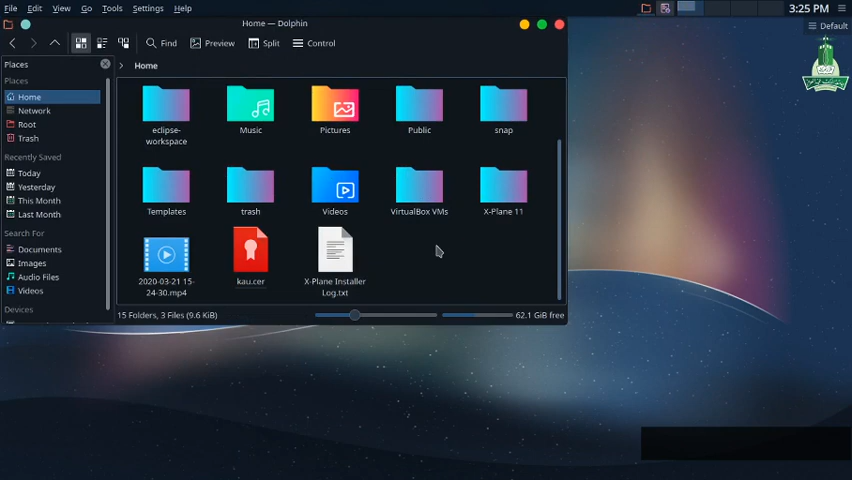 File Edit View Go Tools Settings Help 3:25 PM
Home — Dolphin
Default
Find Preview Split Control
Places
Home
Places
Home
Network
Root
Trash
Recently Saved
Today
Yesterday
This Month
Last Month
Search For
Documents
Images
Audio Files
Videos
Devices
eclipse-
workspace
Music
Pictures
Public
snap
Templates
trash
Videos
VirtualBox VMs
X-Plane 11
2020-03-21 15-
24-30.mp4
kau.cer
X-Plane Installer
Log.txt
15 Folders, 3 Files (9.6 KiB)
62.1 GiB free